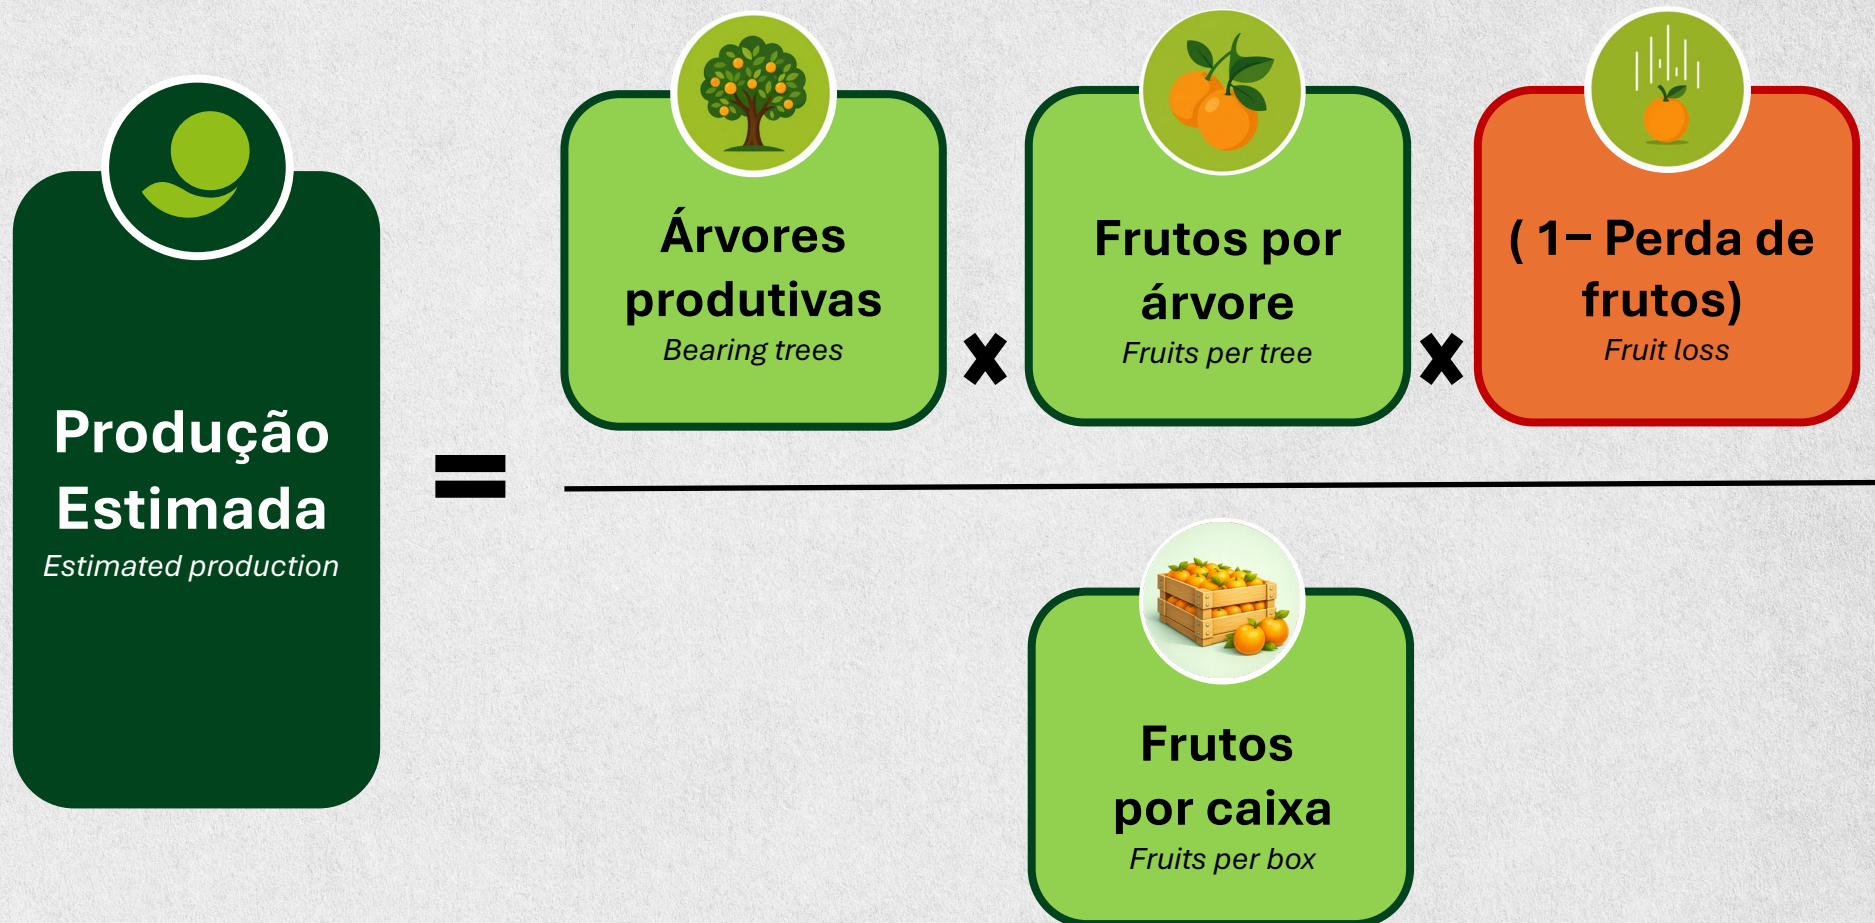 Produção
Estimada
Estimated production
=
Árvores
produtivas
Bearing trees
x
Frutos por
árvore
Fruits per tree
x
( 1– Perda de
frutos)
Fruit loss
Frutos
por caixa
Fruits per box